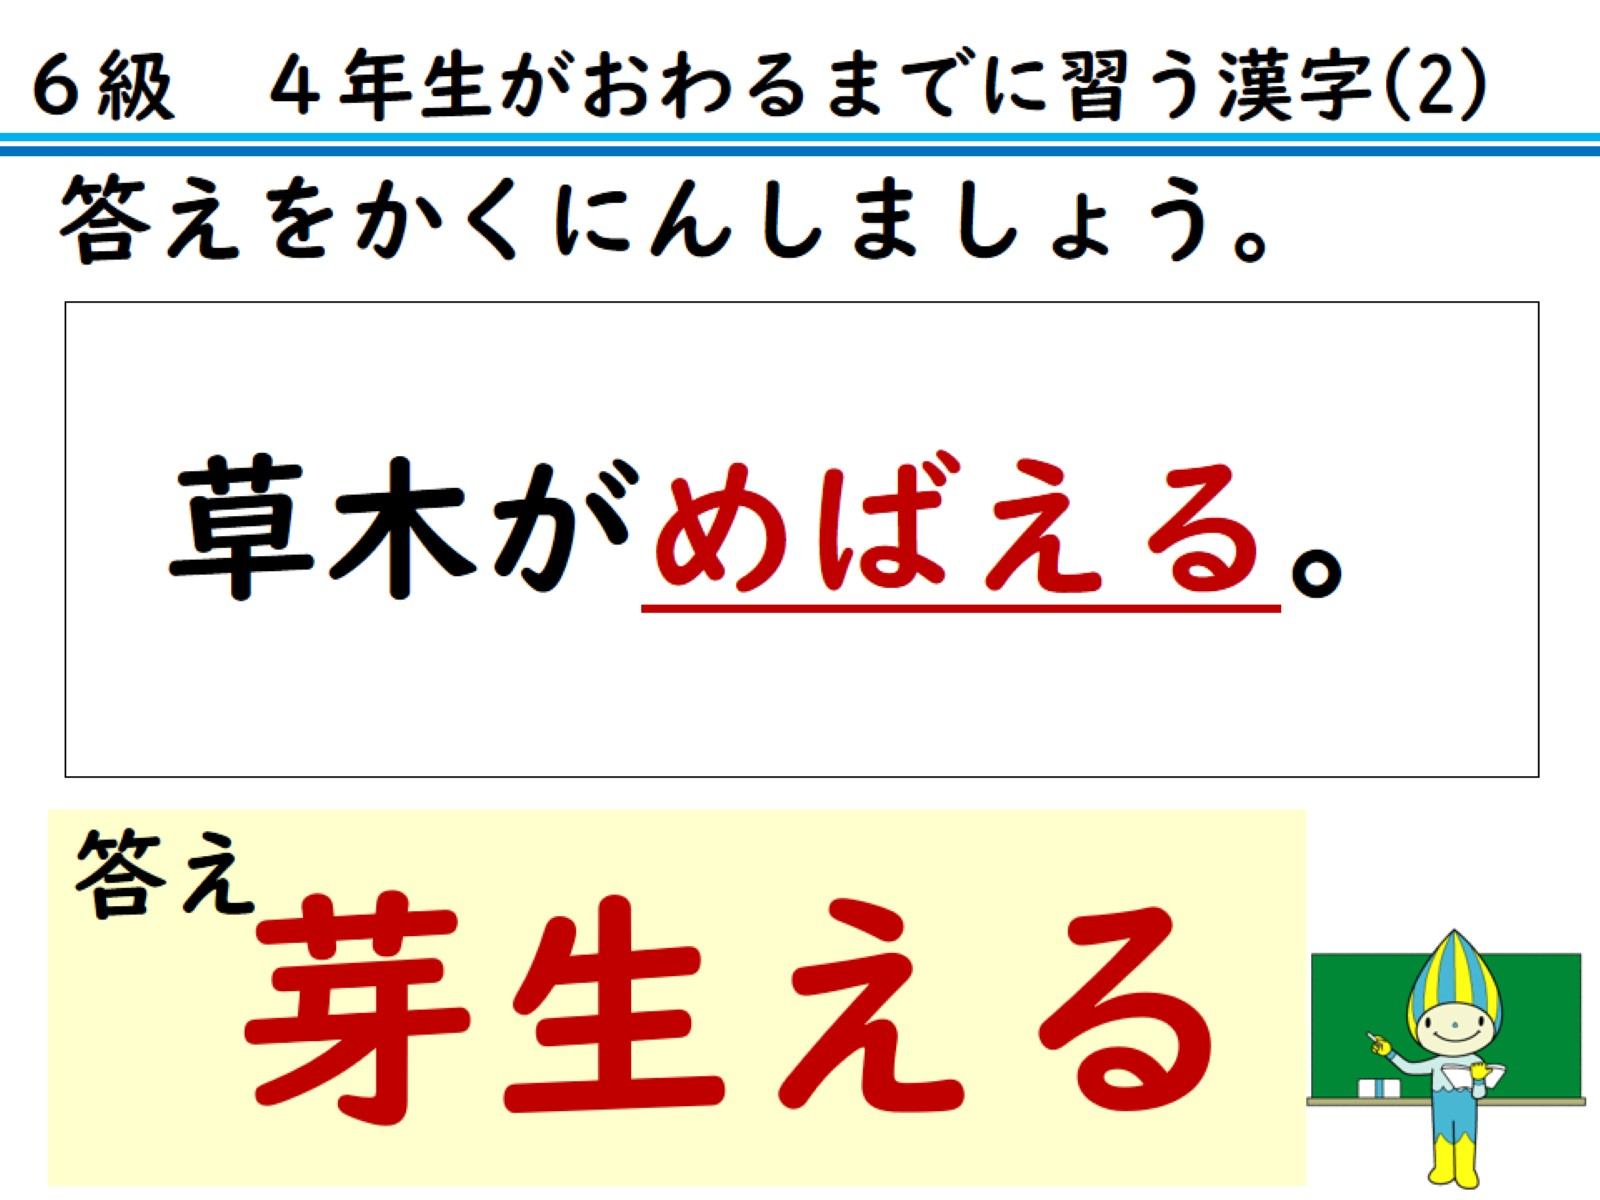 ６級　４年生がおわるまでに習う漢字(2)
答えをかくにんしましょう。
草木がめばえる。
答え
芽生える